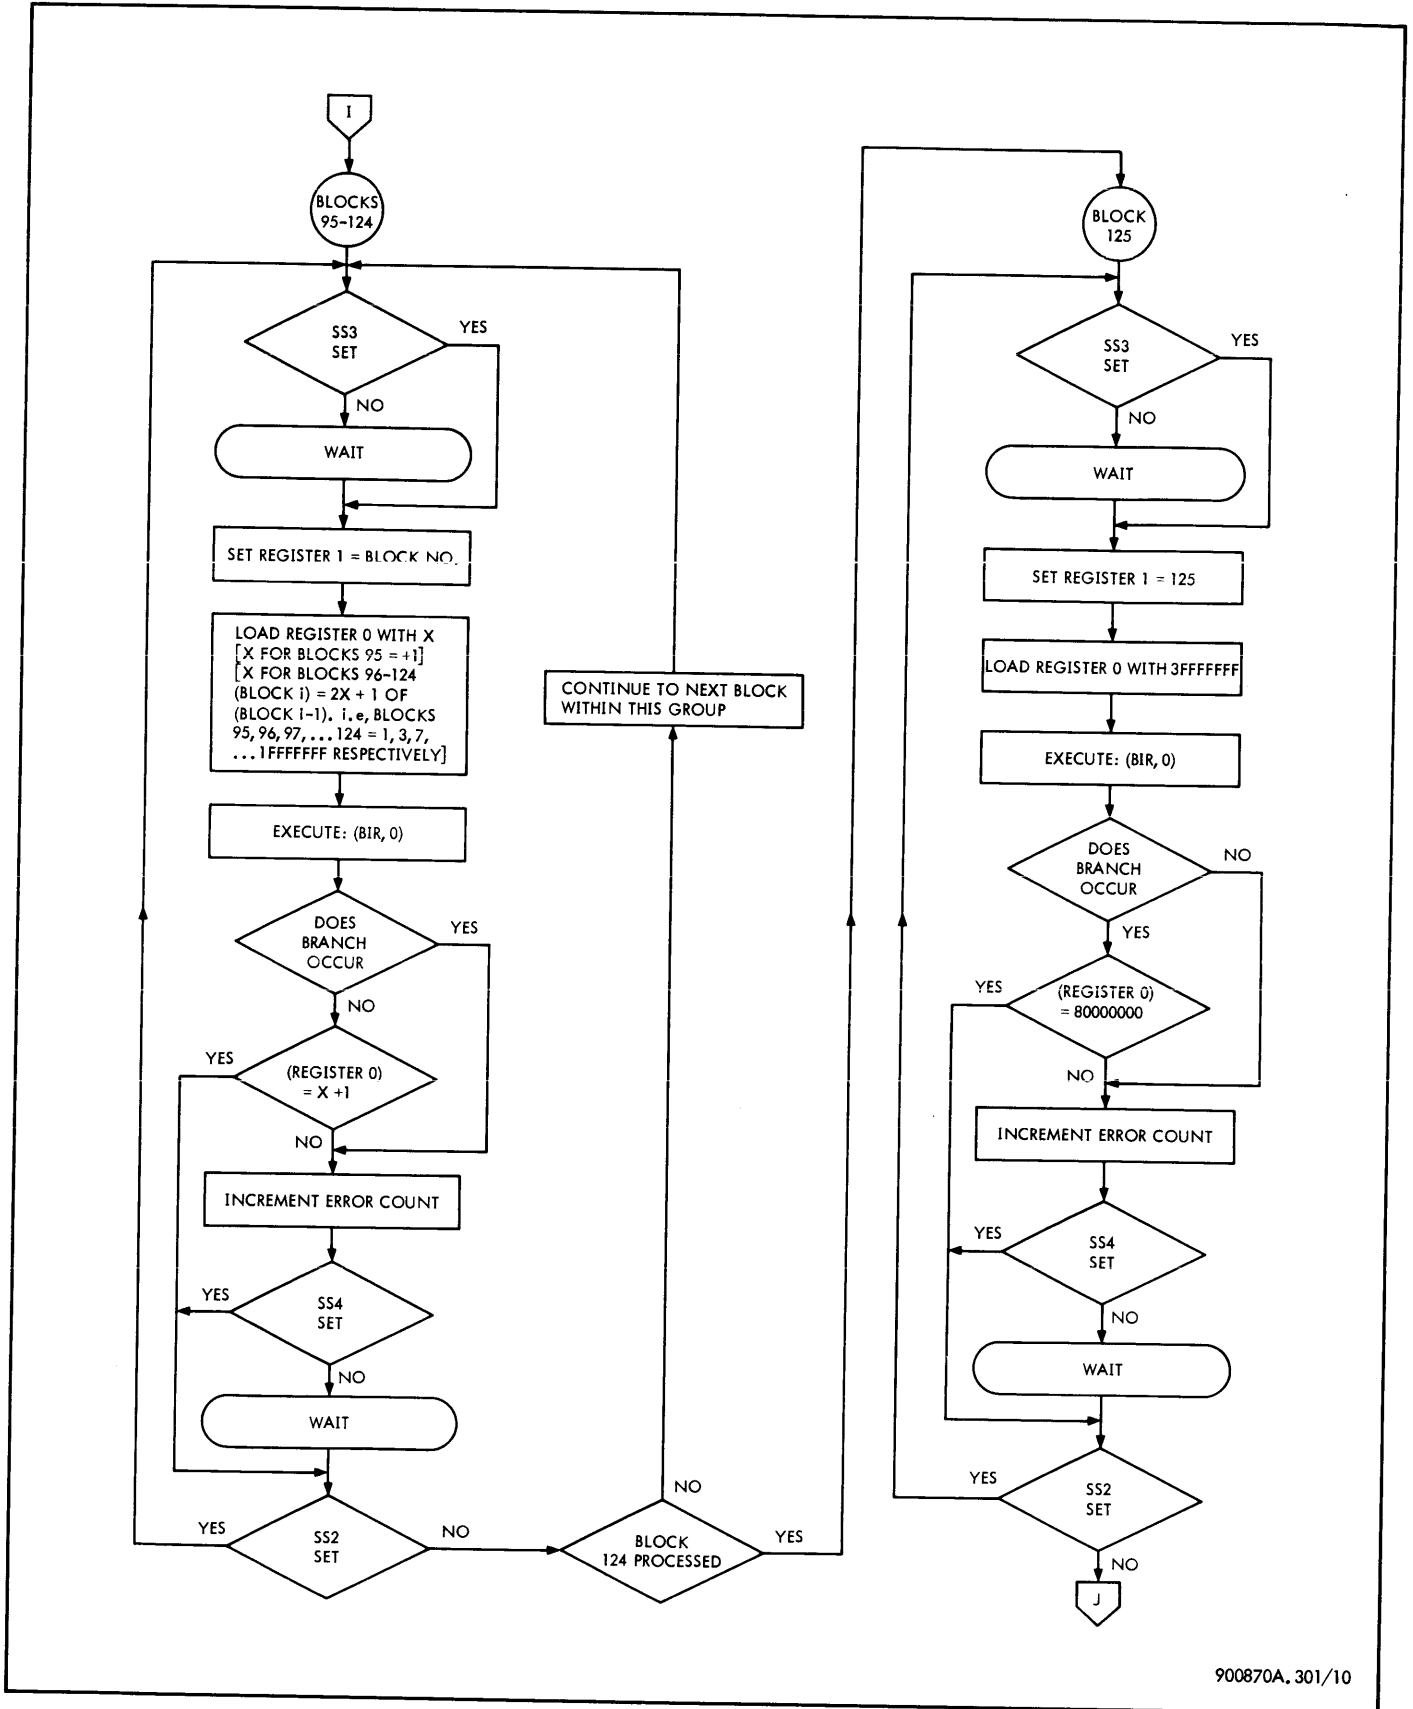 I
BLOCKS
95-124
SS3
SET
YES
NO
WAIT
SET REGISTER 1 = BLOCK NO.
LOAD REGISTER 0 WITH X
[X FOR BLOCKS 95 = +1]
[X FOR BLOCKS 96-124
(BLOCK i) = 2X + 1 OF
(BLOCK i-1). i.e, BLOCKS
95, 96, 97, ... 124 = 1, 3, 7,
... 1FFFFFFF RESPECTIVELY]
EXECUTE: (BIR, 0)
DOES
BRANCH
OCCUR
YES
NO
(REGISTER 0)
= X +1
YES
NO
INCREMENT ERROR COUNT
SS4
SET
YES
NO
WAIT
SS2
SET
YES
NO
CONTINUE TO NEXT BLOCK
WITHIN THIS GROUP
NO
BLOCK
124 PROCESSED
YES
BLOCK
125
SS3
SET
YES
NO
WAIT
SET REGISTER 1 = 125
LOAD REGISTER 0 WITH 3FFFFFFF
EXECUTE: (BIR, 0)
DOES
BRANCH
OCCUR
NO
YES
(REGISTER 0)
= 80000000
YES
NO
INCREMENT ERROR COUNT
SS4
SET
YES
NO
WAIT
SS2
SET
YES
NO
J
900870A. 301/10